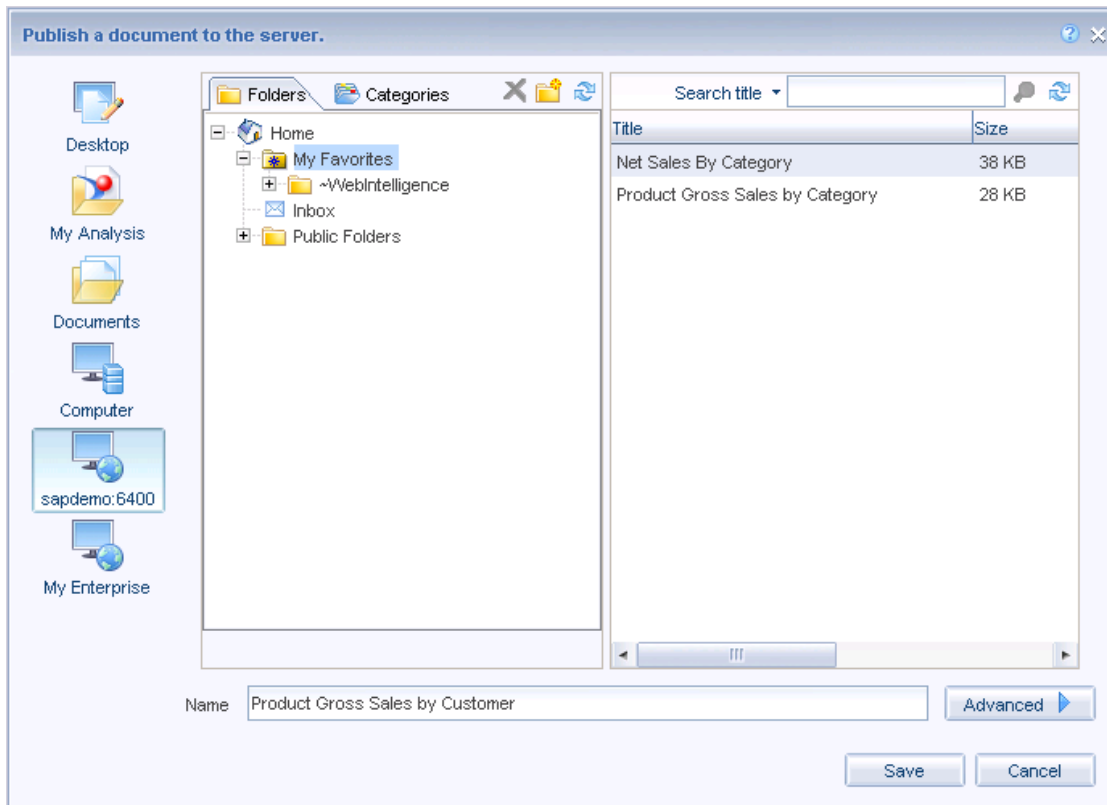 Publish a document to the server.
Desktop
My Analysis
Documents
Computer
sapdemo:6400
My Enterprise
Folders
Categories
Home
My Favorites
~WebIntelligence
Inbox
Public Folders
Search title
Title Size
Net Sales By Category 38 KB
Product Gross Sales by Category 28 KB
Name Product Gross Sales by Customer
Advanced
Save
Cancel